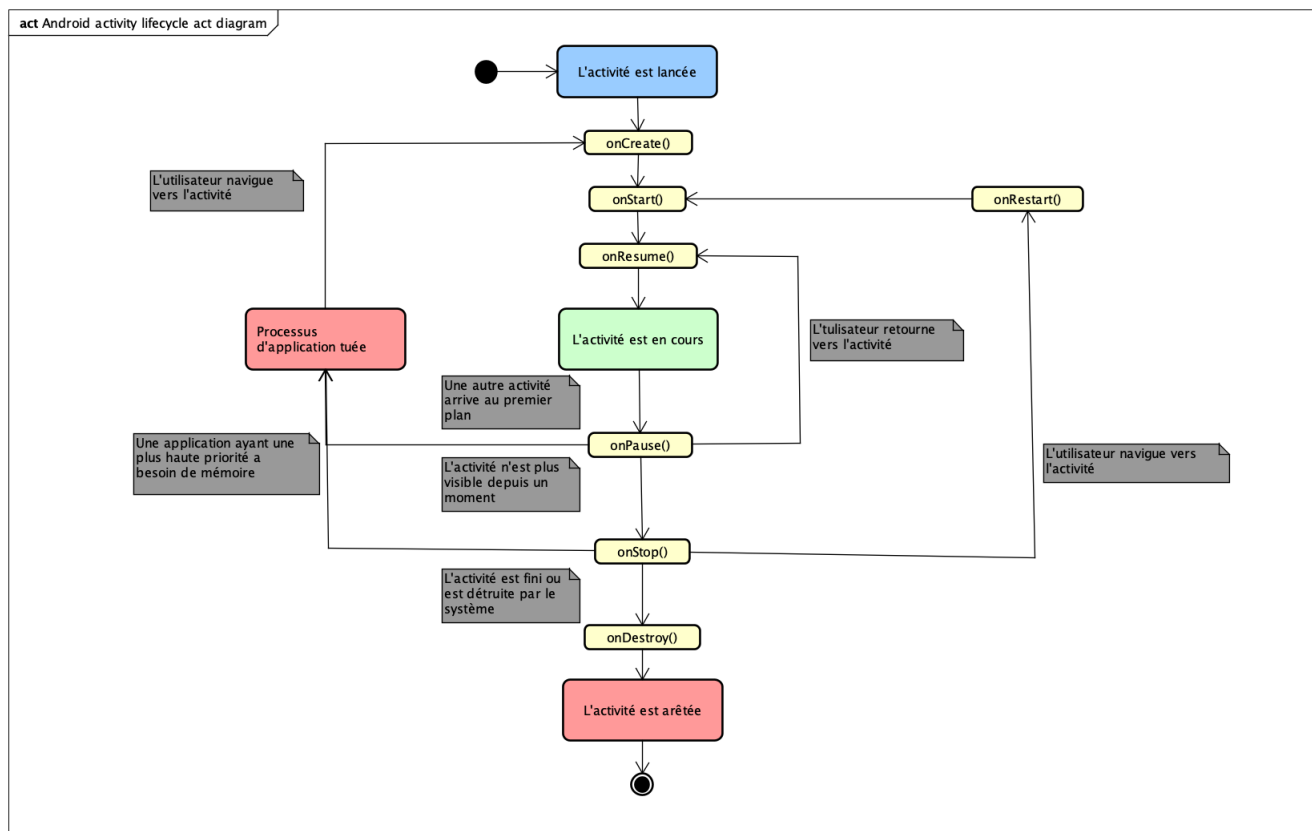 act Android activity lifecycle act diagram
L'activité est lancée
onCreate()
L'utilisateur navigue
vers l'activité
onStart()
onRestart()
onResume()
Processus
d'application tuée
L'activité est en cours
L'tulisateur retourne
vers l'activité
Une autre activité
arrive au premier
plan
Une application ayant une
plus haute priorité a
besoin de mémoire
onPause()
L'utilisateur navigue vers
l'activité
L'activité n'est plus
visible depuis un
moment
onStop()
L'activité est fini ou
est détruite par le
système
onDestroy()
L'activité est arêtée